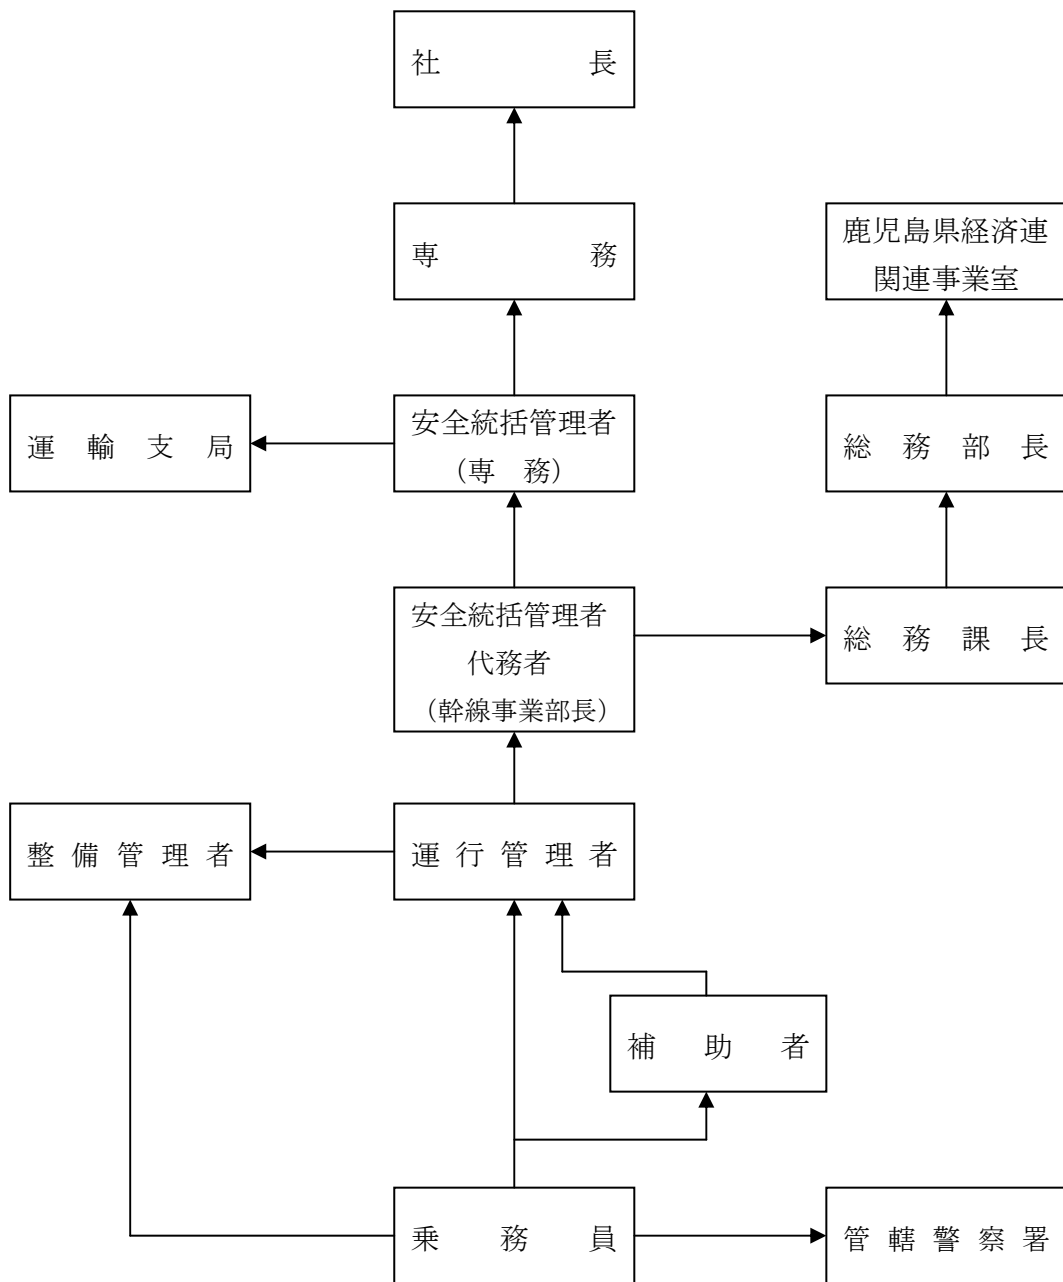 社長
専務
鹿児島県経済連
関連事業室
運輸支局
安全統括管理者
（専　務）
総務部長
安全統括管理者
代務者
（幹線事業部長）
総務課長
整備管理者
運行管理者
補助者
乗務員
管轄警察署